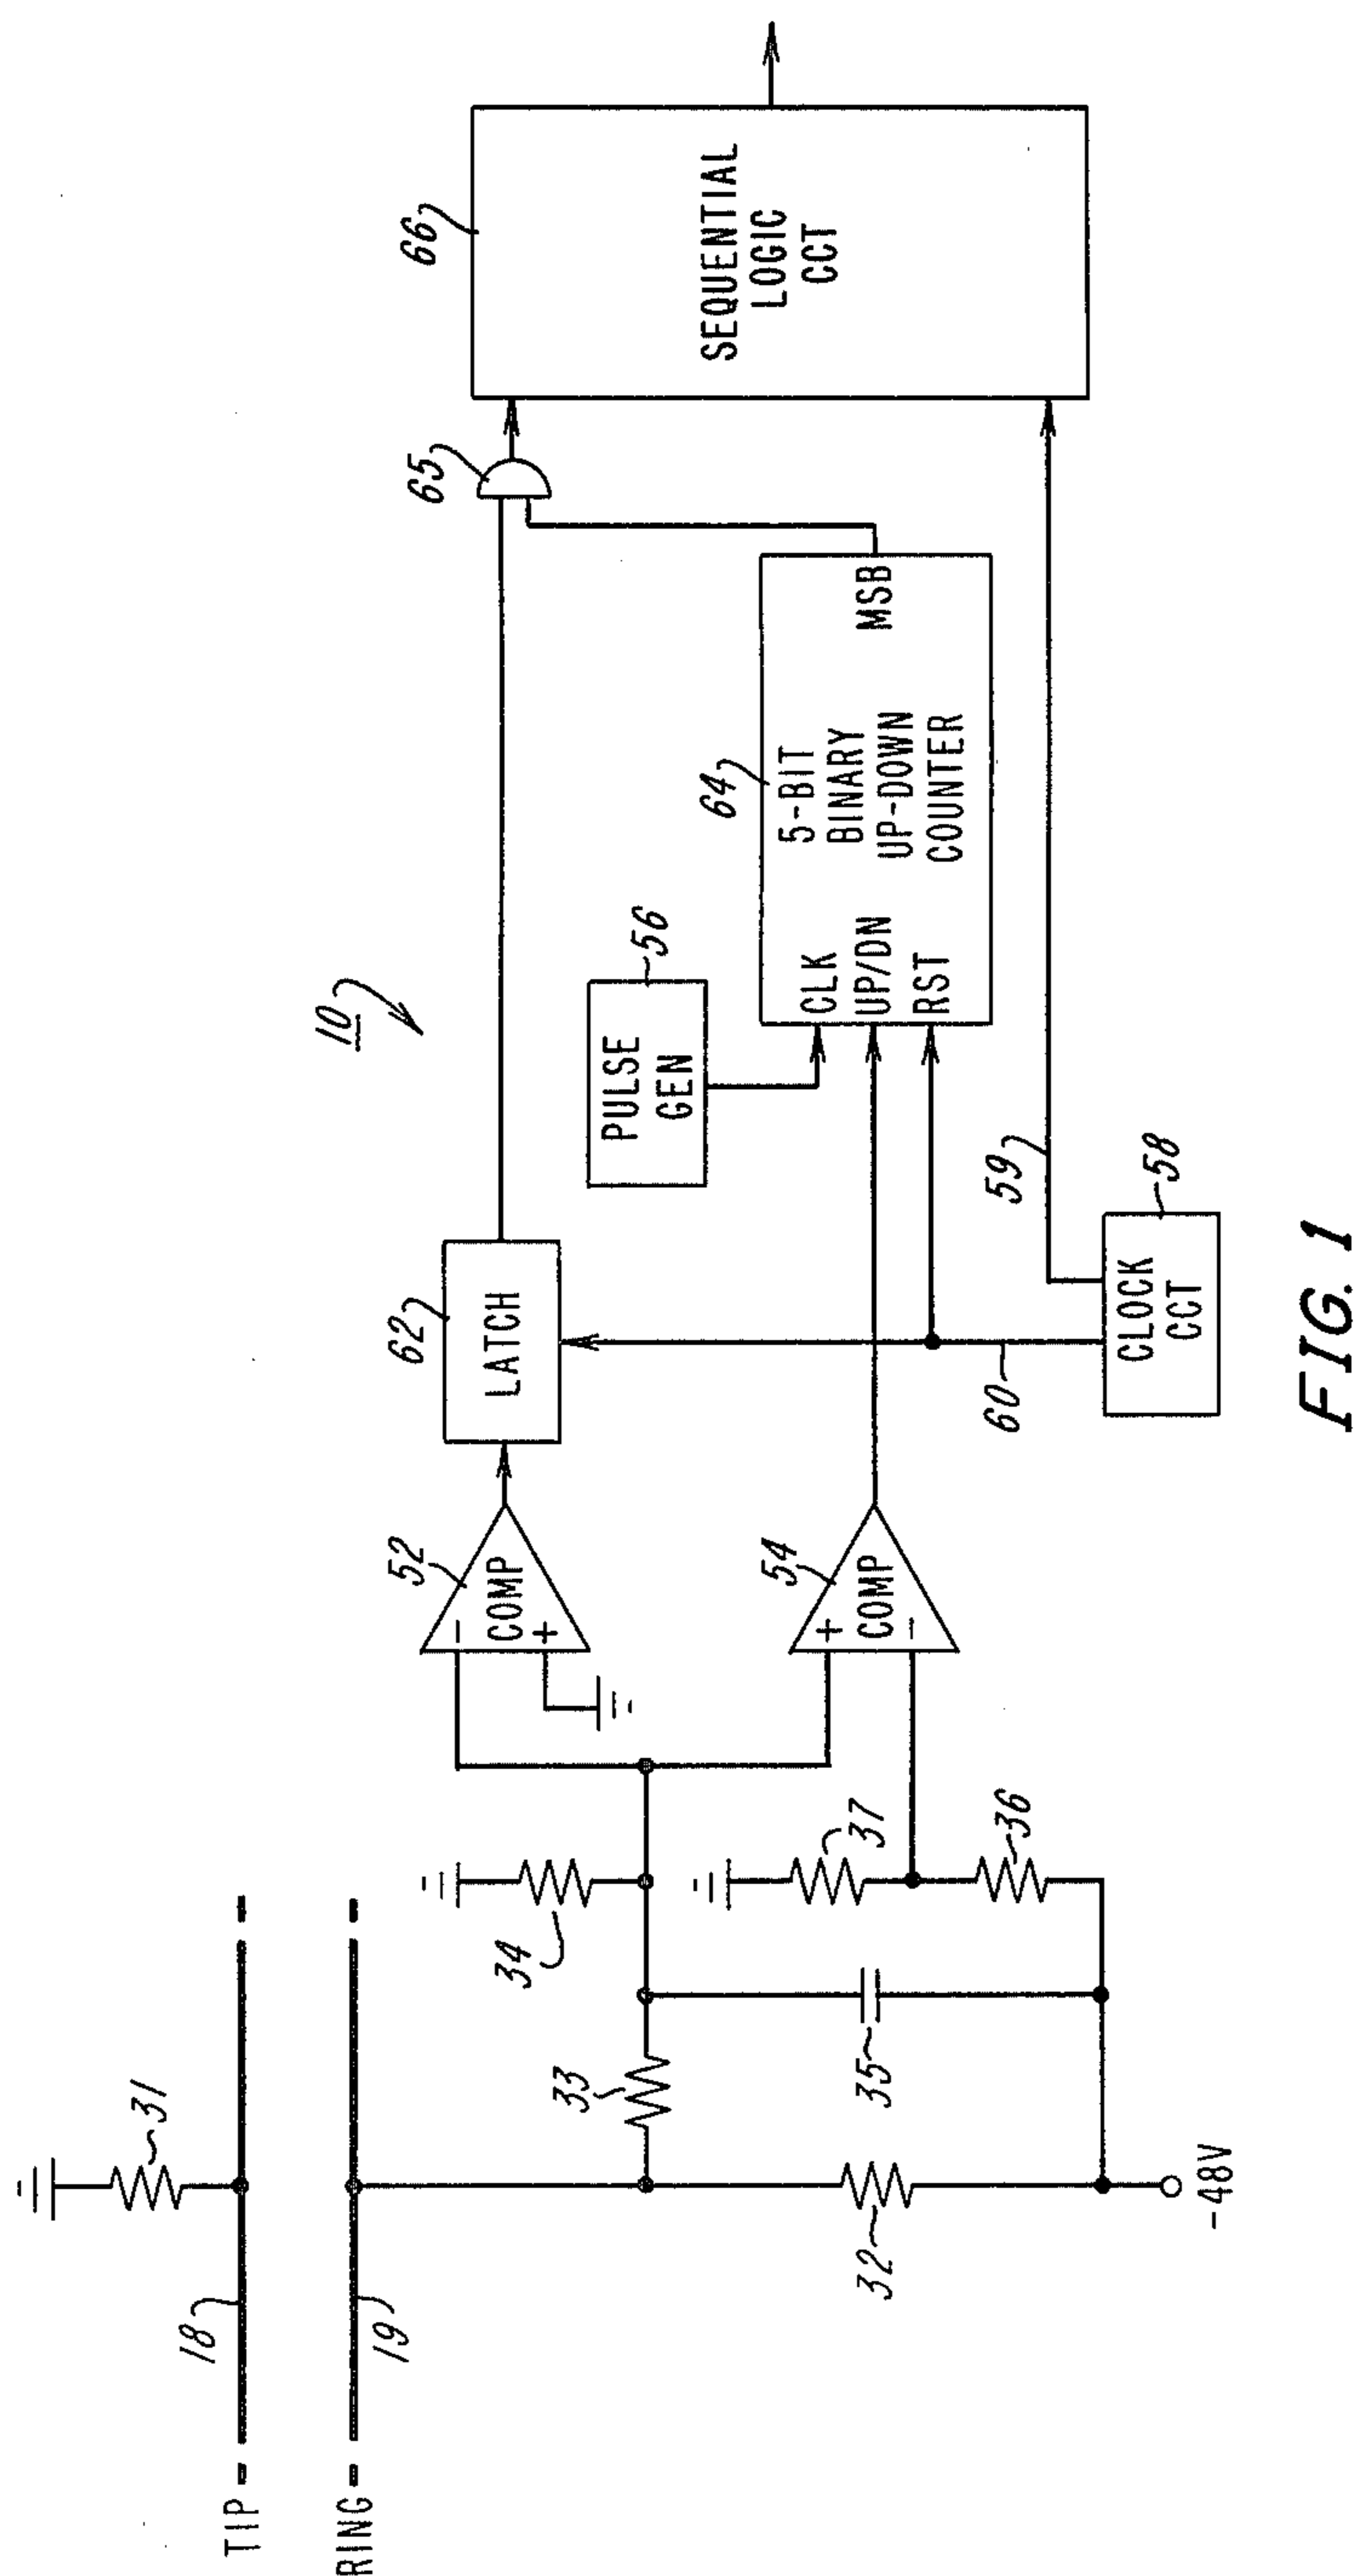 10
TIP
18
RING
19
31
32
33
34
35
36
37
-48V
52
-
COMP
+
54
+
COMP
-
62
LATCH
PULSE
GEN
56
64
5-BIT
BINARY
UP-DOWN
COUNTER
CLK
UP/DN
RST
MSB
60
59
CLOCK
CCT
58
65
66
SEQUENTIAL
LOGIC
CCT
FIG. 1